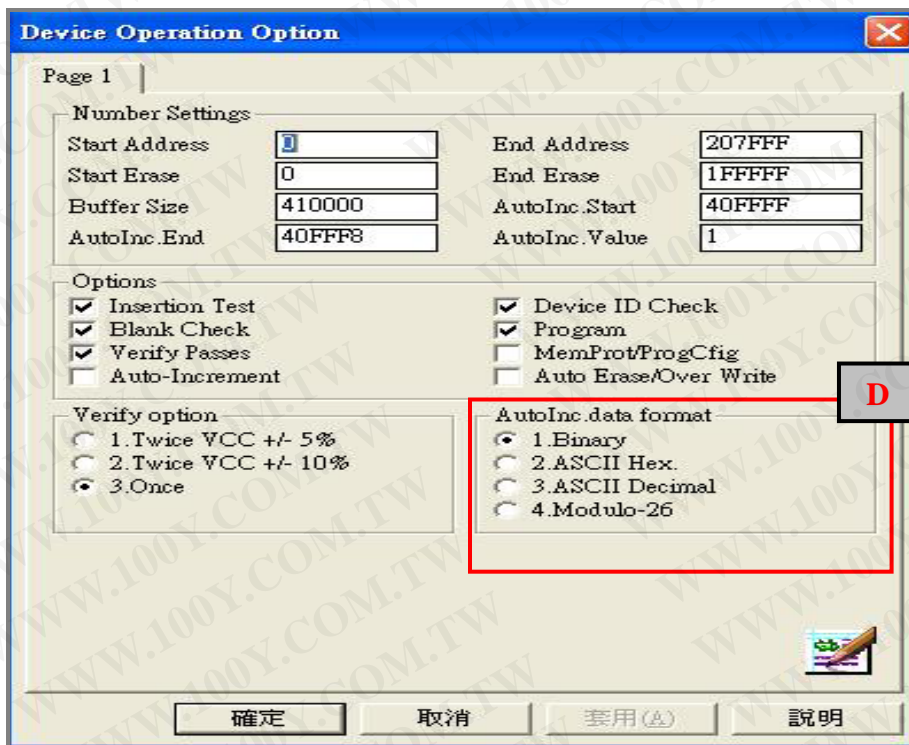 Device Operation Option
Page 1
Number Settings
Start Address 0 End Address 207FFF
Start Erase 0 End Erase 1FFFFF
Buffer Size 410000 AutoInc.Start 40FFFF
AutoInc.End 40FFF8 AutoInc.Value 1
Options
Insertion Test Device ID Check
Blank Check Program
Verify Passes MemProt/ProgCfig
Auto-Increment Auto Erase/Over Write
D
Verify option AutoInc.data format
1.Twice VCC +/- 5% 1.Binary
2.Twice VCC +/- 10% 2.ASCII Hex.
3.Once 3.ASCII Decimal
4.Modulo-26
確定 取消 套用(A) 說明
WWW.100Y.COM.TW